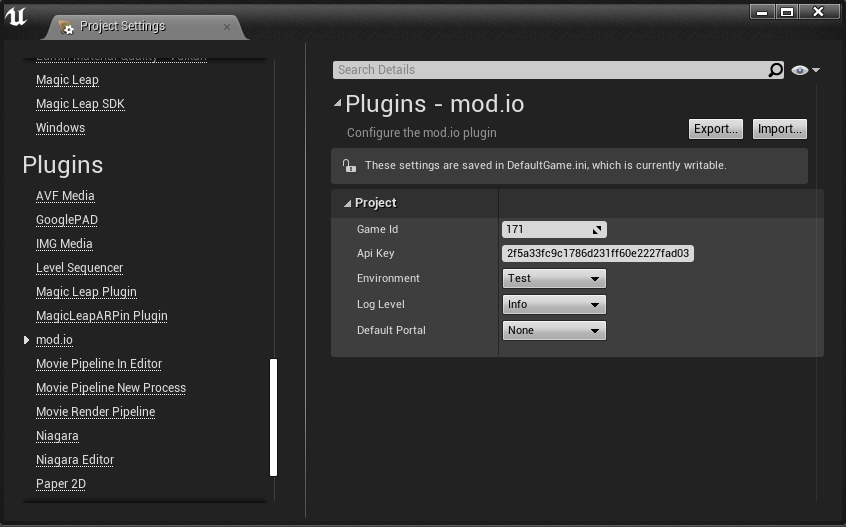 Project Settings
Magic Leap
Magic Leap SDK
Windows
Plugins
AVF Media
GooglePAD
IMG Media
Level Sequencer
Magic Leap Plugin
MagicLeapARPin Plugin
mod.io
Movie Pipeline In Editor
Movie Pipeline New Process
Movie Render Pipeline
Niagara
Niagara Editor
Paper 2D
Search Details
Plugins - mod.io
Configure the mod.io plugin
Export...
Import...
These settings are saved in DefaultGame.ini, which is currently writable.
Project
Game Id 171
Api Key 2f5a33fc9c1786d231ff60e2227fad03
Environment Test
Log Level Info
Default Portal None